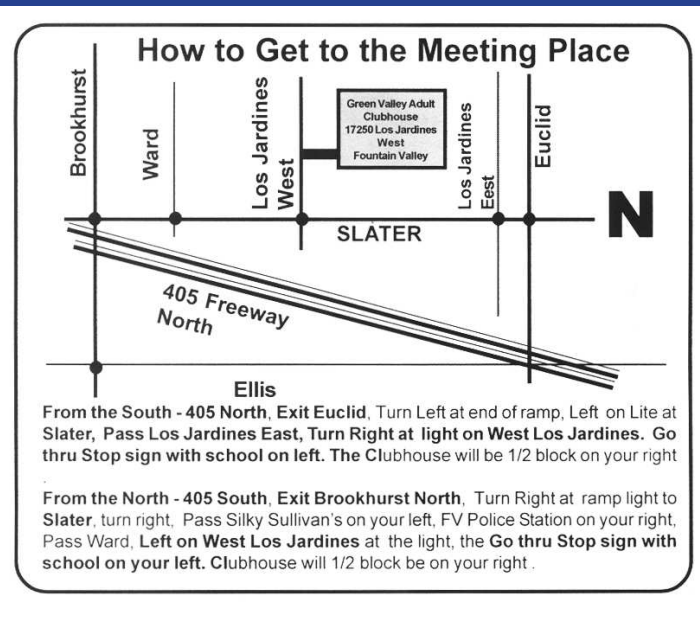 How to Get to the Meeting Place
Brookhurst
Ward
Los Jardines
West
Green Valley Adult
Clubhouse
17250 Los Jardines
West
Fountain Valley
Los Jardines
Eest
Euclid
N
SLATER
405 Freeway
North
Ellis
From the South - 405 North, Exit Euclid, Turn Left at end of ramp, Left on Lite at
Slater, Pass Los Jardines East, Turn Right at light on West Los Jardines. Go
thru Stop sign with school on left. The Clubhouse will be 1/2 block on your right
.
From the North - 405 South, Exit Brookhurst North, Turn Right at ramp light to
Slater, turn right, Pass Silky Sullivan's on your left, FV Police Station on your right,
Pass Ward, Left on West Los Jardines at the light, the Go thru Stop sign with
school on your left. Clubhouse will 1/2 block be on your right .